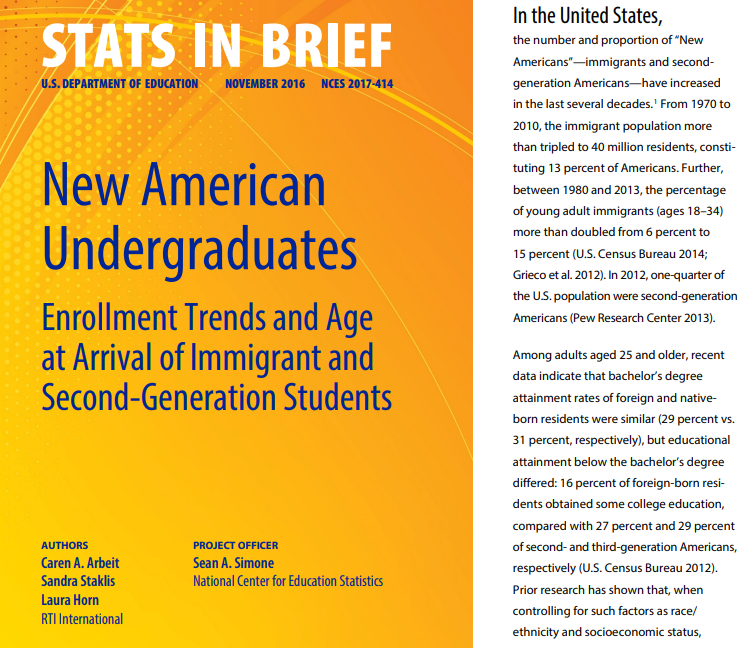 STATS IN BRIEF
U.S. DEPARTMENT OF EDUCATION NOVEMBER 2016 NCES 2017-414
New American
Undergraduates
Enrollment Trends and Age
at Arrival of Immigrant and
Second-Generation Students
AUTHORS
Caren A. Arbeit
Sandra Staklis
Laura Horn
RTI International
PROJECT OFFICER
Sean A. Simone
National Center for Education Statistics
In the United States,
the number and proportion of “New
Americans”—immigrants and second-
generation Americans—have increased
in the last several decades.¹ From 1970 to
2010, the immigrant population more
than tripled to 40 million residents, consti-
tuting 13 percent of Americans. Further,
between 1980 and 2013, the percentage
of young adult immigrants (ages 18–34)
more than doubled from 6 percent to
15 percent (U.S. Census Bureau 2014;
Grieco et al. 2012). In 2012, one-quarter of
the U.S. population were second-generation
Americans (Pew Research Center 2013).
Among adults aged 25 and older, recent
data indicate that bachelor’s degree
attainment rates of foreign and native-
born residents were similar (29 percent vs.
31 percent, respectively), but educational
attainment below the bachelor’s degree
differed: 16 percent of foreign-born resi-
dents obtained some college education,
compared with 27 percent and 29 percent
of second- and third-generation Americans,
respectively (U.S. Census Bureau 2012).
Prior research has shown that, when
controlling for such factors as race/
ethnicity and socioeconomic status,